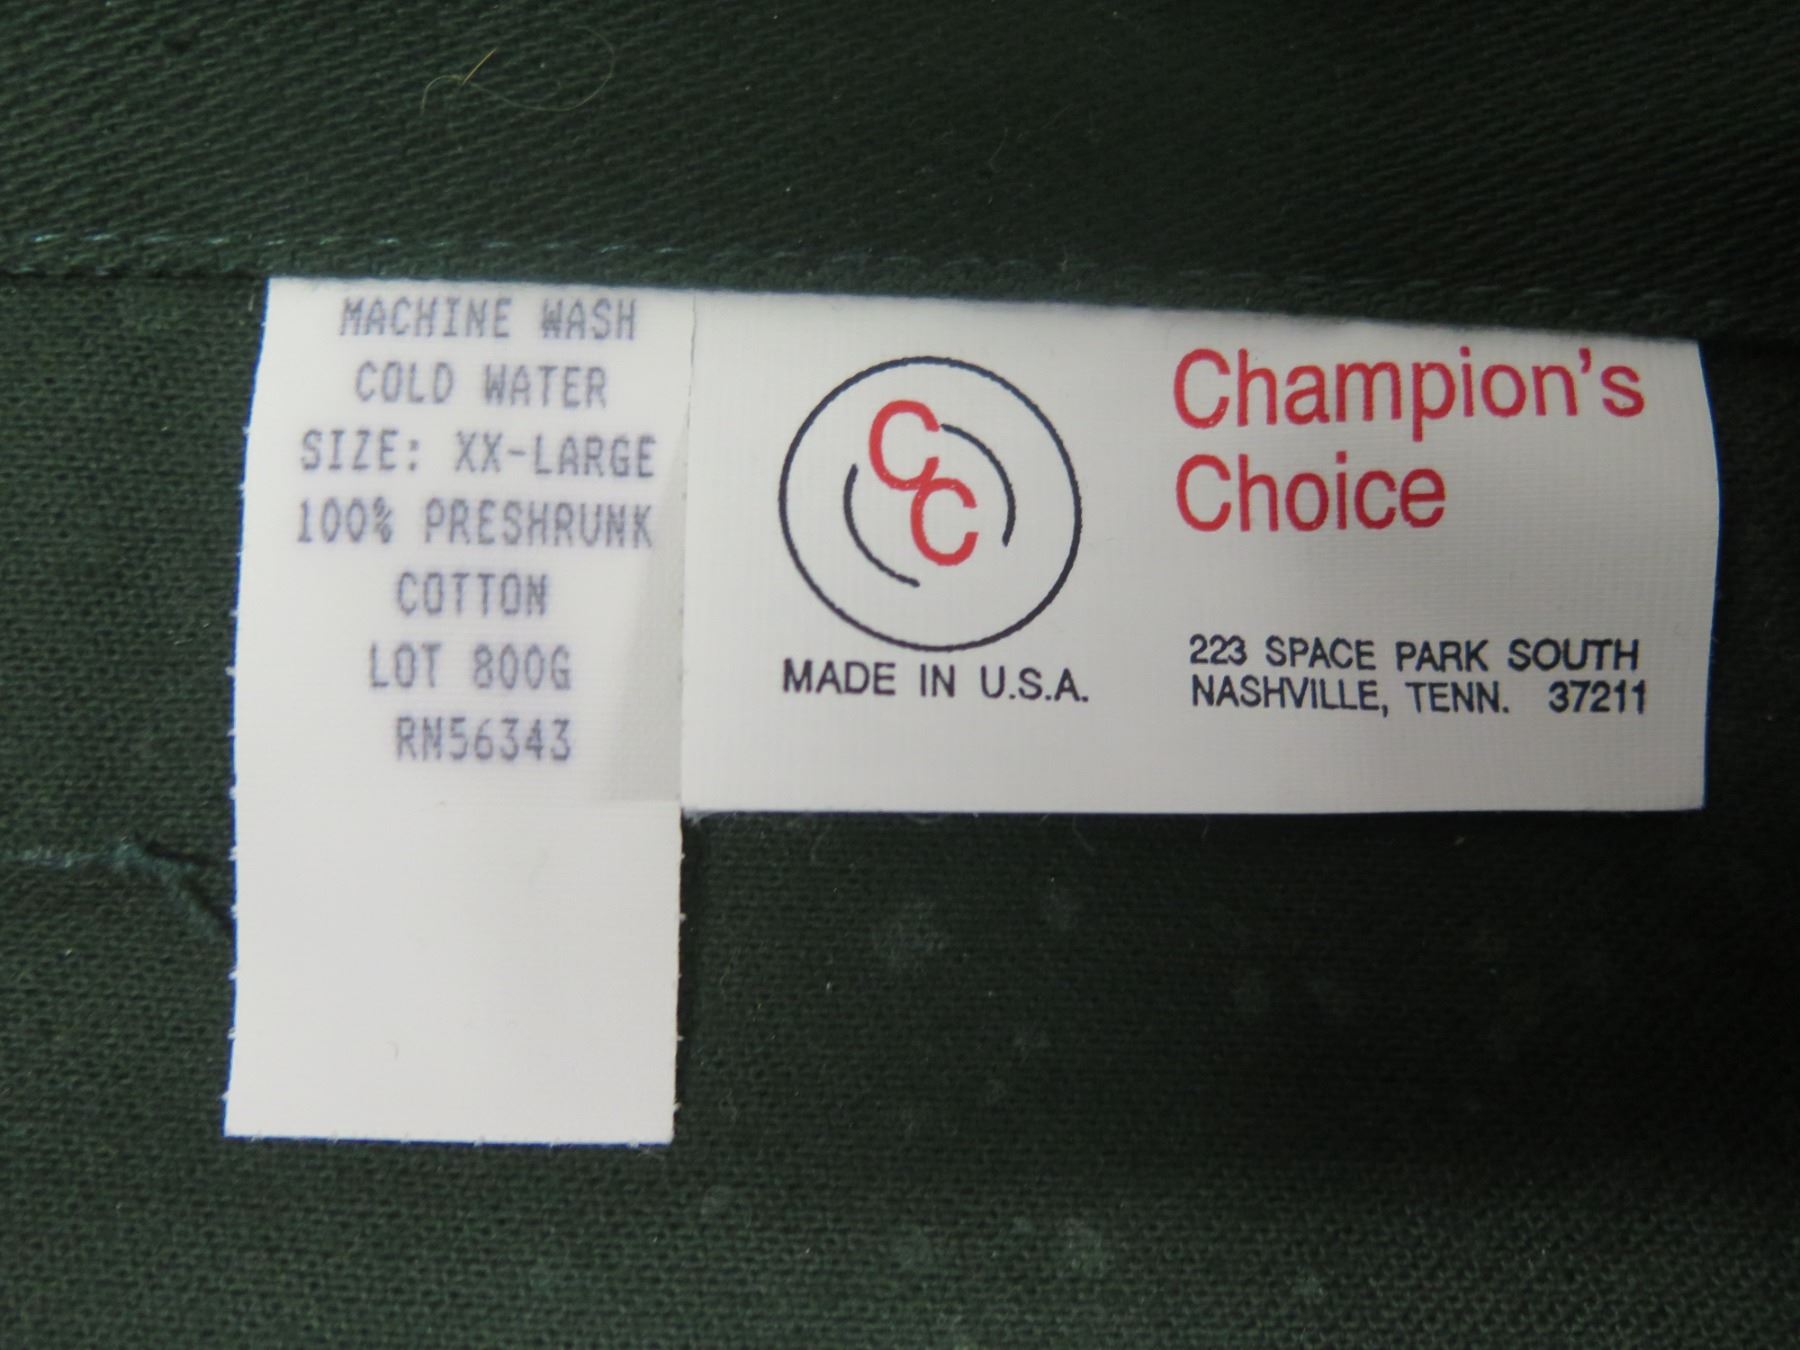 MACHINE WASH
COLD WATER
SIZE: XX-LARGE
100% PRESHRUNK
COTTON
LOT 800G
RN56343
CC
MADE IN U.S.A.
Champion's
Choice
223 SPACE PARK SOUTH
NASHVILLE, TENN. 37211